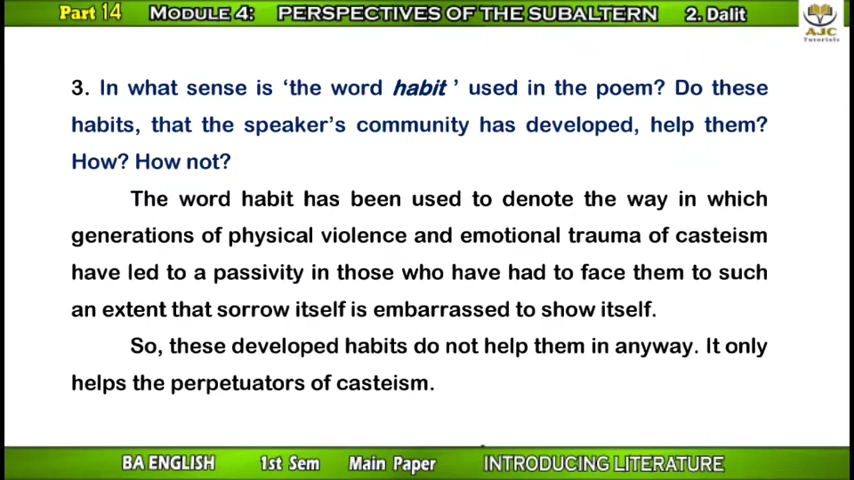 Part 14 MODULE 4: PERSPECTIVES OF THE SUBALTERN 2. Dalit
AJC
Tutorials
3. In what sense is ‘the word habit ’ used in the poem? Do these
habits, that the speaker’s community has developed, help them?
How? How not?
The word habit has been used to denote the way in which
generations of physical violence and emotional trauma of casteism
have led to a passivity in those who have had to face them to such
an extent that sorrow itself is embarrassed to show itself.
So, these developed habits do not help them in anyway. It only
helps the perpetuators of casteism.
BA ENGLISH 1st Sem Main Paper INTRODUCING LITERATURE